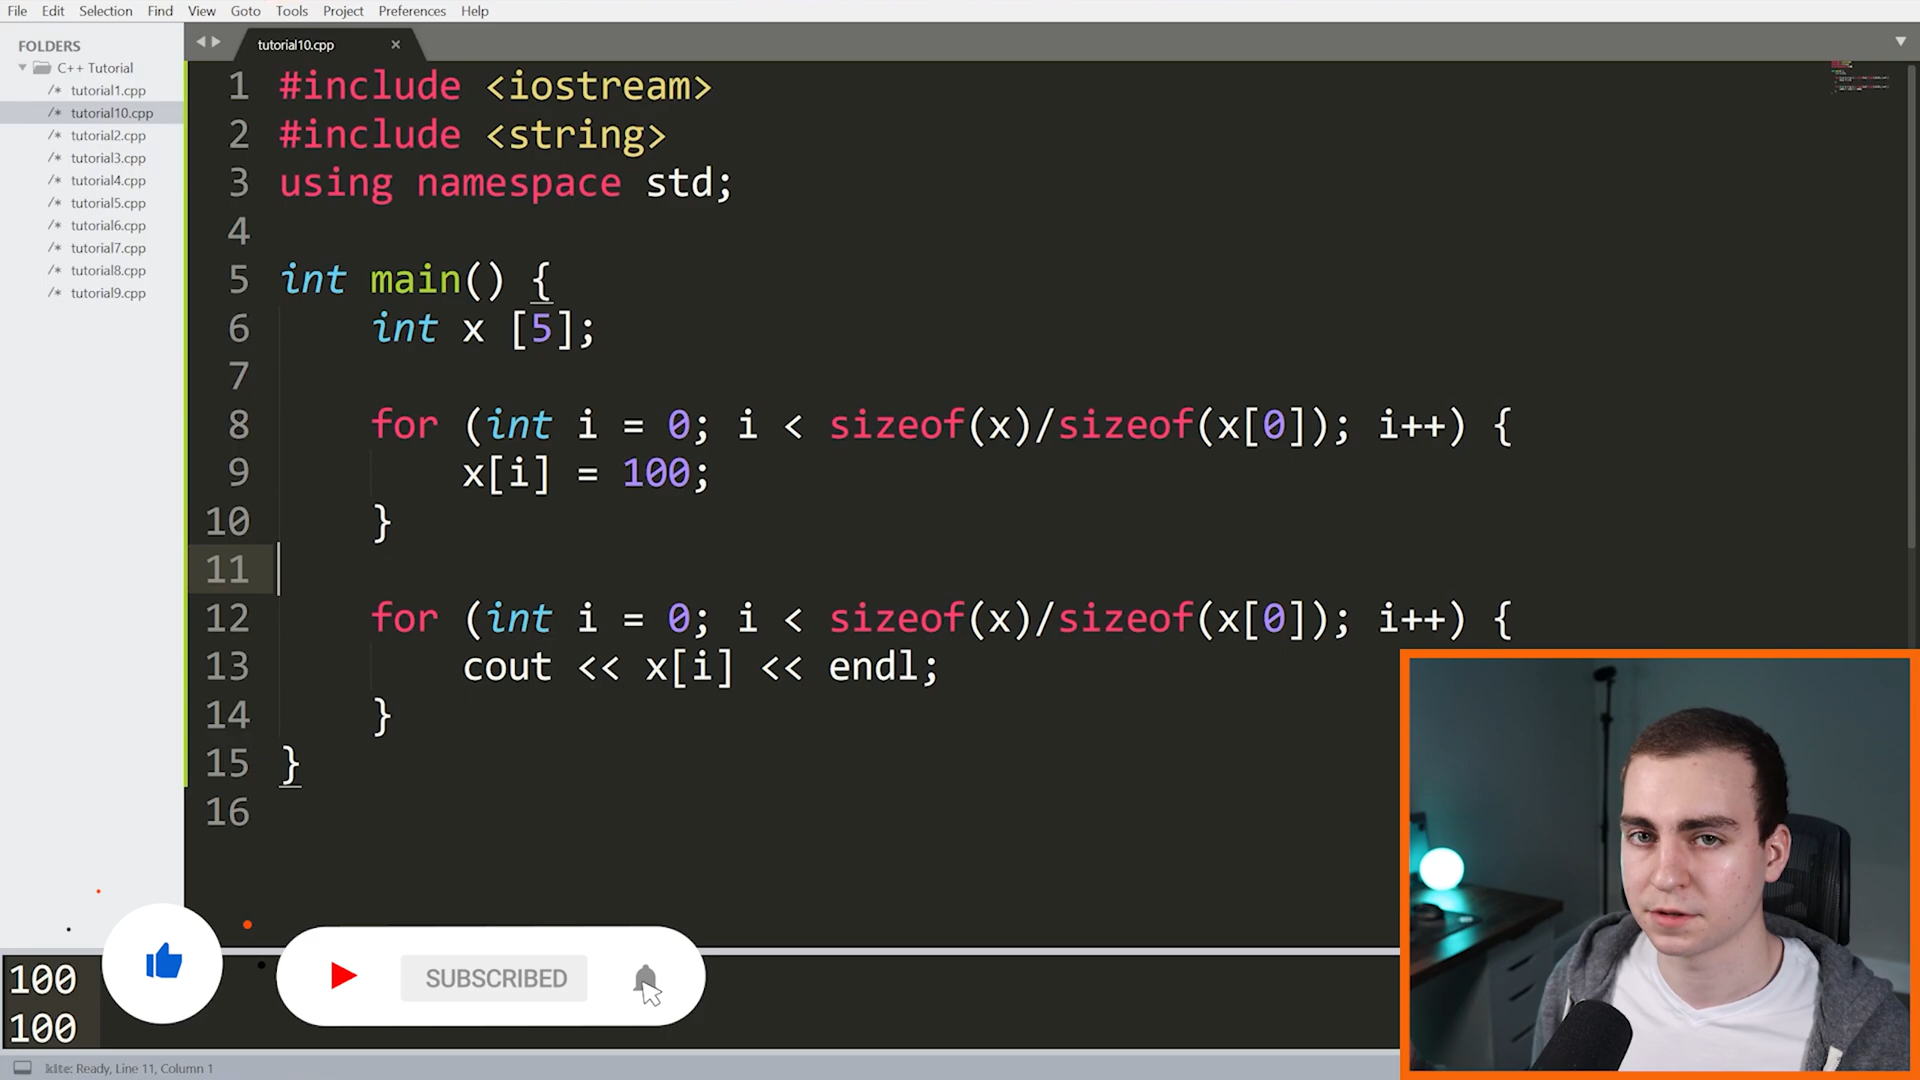 File Edit Selection Find View Goto Tools Project Preferences Help
FOLDERS
C++ Tutorial
tutorial1.cpp
tutorial10.cpp
tutorial2.cpp
tutorial3.cpp
tutorial4.cpp
tutorial5.cpp
tutorial6.cpp
tutorial7.cpp
tutorial8.cpp
tutorial9.cpp
tutorial10.cpp
1 #include <iostream>
2 #include <string>
3 using namespace std;
4
5 int main() {
6 int x [5];
7
8 for (int i = 0; i < sizeof(x)/sizeof(x[0]); i++) {
9 x[i] = 100;
10 }
11
12 for (int i = 0; i < sizeof(x)/sizeof(x[0]); i++) {
13 cout << x[i] << endl;
14 }
15 }
16
SUBSCRIBED
100
100
kite: Ready, Line 11, Column 1